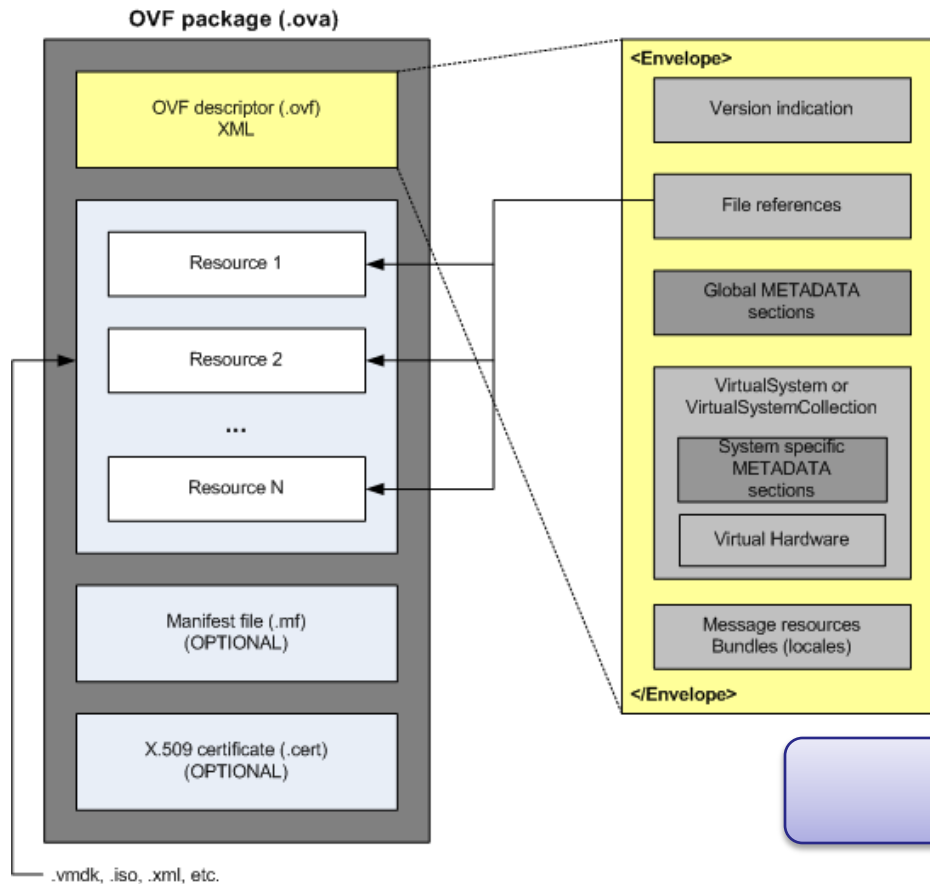 OVF package (.ova)
OVF descriptor (.ovf)
XML
Resource 1
Resource 2
...
Resource N
Manifest file (.mf)
(OPTIONAL)
X.509 certificate (.cert)
(OPTIONAL)
.vmdk, .iso, .xml, etc.
<Envelope>
Version indication
File references
Global METADATA
sections
VirtualSystem or
VirtualSystemCollection
System specific
METADATA
sections
Virtual Hardware
Message resources
Bundles (locales)
</Envelope>